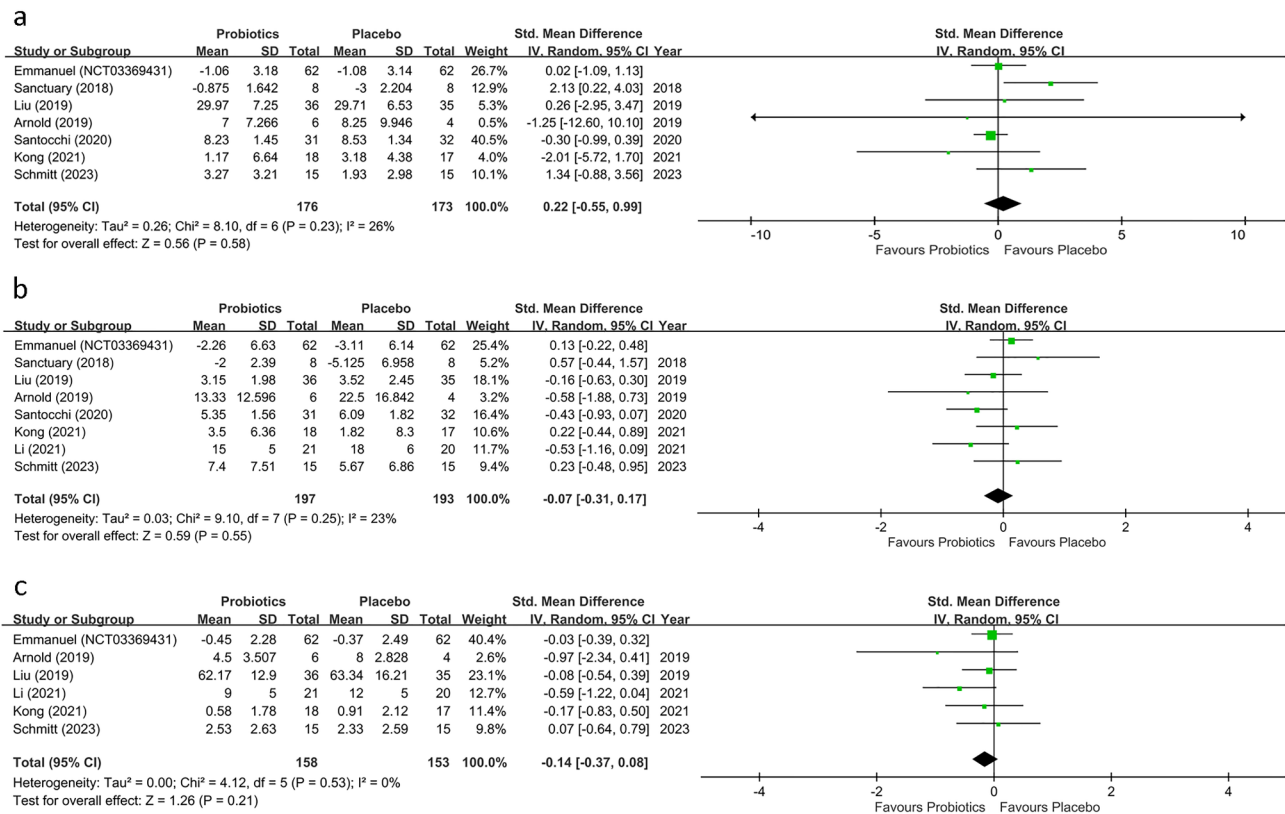 a
Probiotics Placebo Std. Mean Difference Std. Mean Difference
Study or Subgroup Mean SD Total Mean SD Total Weight IV, Random, 95% CI Year IV, Random, 95% CI
Emmanuel (NCT03369431) -1.06 3.18 62 -1.08 3.14 62 26.7% 0.02 [-1.09, 1.13]
Sanctuary (2018) -0.875 1.642 8 -3 2.204 8 12.9% 2.13 [0.22, 4.03] 2018
Liu (2019) 29.97 7.25 36 29.71 6.53 35 5.3% 0.26 [-2.95, 3.47] 2019
Arnold (2019) 7 7.266 6 8.25 9.946 4 -1.25 [-12.60, 10.10] 2019
Santocchi (2020) 8.23 1.45 31 8.53 1.34 32 40.5% -0.30 [-0.99, 0.39] 2020
Kong (2021) 1.17 6.64 18 3.18 4.38 17 4.0% -2.01 [-5.72, 1.70] 2021
Schmitt (2023) 3.27 3.21 15 1.93 2.98 15 10.1% 1.34 [-0.88, 3.56] 2023
Total (95% CI) 176 173 100.0% 0.22 [-0.55, 0.99]
Heterogeneity: Tau² = 0.26; Chi² = 8.10, df = 6 (P = 0.23); I² = 26%
Test for overall effect: Z = 0.56 (P = 0.58)
-10 -5 0 5 10
Favours Probiotics Favours Placebo
b
Probiotics Placebo Std. Mean Difference Std. Mean Difference
Study or Subgroup Mean SD Total Mean SD Total Weight IV, Random, 95% CI Year IV, Random, 95% CI
Emmanuel (NCT03369431) -2.26 6.63 62 -3.11 6.14 62 25.4% 0.13 [-0.22, 0.48]
Sanctuary (2018) -2 2.39 8 -5.125 6.958 8 5.2% 0.57 [-0.44, 1.57] 2018
Liu (2019) 3.15 1.98 36 3.52 2.45 35 18.1% -0.16 [-0.63, 0.30] 2019
Arnold (2019) 13.33 12.596 6 22.5 16.842 4 3.2% -0.58 [-1.88, 0.73] 2019
Santocchi (2020) 5.35 1.56 31 6.09 1.82 32 16.4% -0.43 [-0.93, 0.07] 2020
Kong (2021) 3.5 6.36 18 1.82 8.3 17 10.6% 0.22 [-0.44, 0.89] 2021
Li (2021) 15 5 21 18 6 20 11.7% -0.53 [-1.16, 0.09] 2021
Schmitt (2023) 7.4 7.51 15 5.67 6.86 15 9.4% 0.23 [-0.48, 0.95] 2023
Total (95% CI) 197 193 100.0% -0.07 [-0.31, 0.17]
Heterogeneity: Tau² = 0.03; Chi² = 9.10, df = 7 (P = 0.25); I² = 23%
Test for overall effect: Z = 0.59 (P = 0.55)
-4 -2 0 2 4
Favours Probiotics Favours Placebo
c
Probiotics Placebo Std. Mean Difference Std. Mean Difference
Study or Subgroup Mean SD Total Mean SD Total Weight IV, Random, 95% CI Year IV, Random, 95% CI
Emmanuel (NCT03369431) -0.45 2.28 62 -0.37 2.49 62 40.4% -0.03 [-0.39, 0.32]
Arnold (2019) 4.5 3.507 6 8 2.828 4 2.6% -0.97 [-2.34, 0.41] 2019
Liu (2019) 62.17 12.9 36 63.34 16.21 35 23.1% -0.08 [-0.54, 0.39] 2019
Li (2021) 9 5 21 12 5 20 12.7% -0.59 [-1.22, 0.04] 2021
Kong (2021) 0.58 1.78 18 0.91 2.12 17 11.4% -0.17 [-0.83, 0.50] 2021
Schmitt (2023) 2.53 2.63 15 2.33 2.59 15 9.8% 0.07 [-0.64, 0.79] 2023
Total (95% CI) 158 153 100.0% -0.14 [-0.37, 0.08]
Heterogeneity: Tau² = 0.00; Chi² = 4.12, df = 5 (P = 0.53); I² = 0%
Test for overall effect: Z = 1.26 (P = 0.21)
-4 -2 0 2 4
Favours Probiotics Favours Placebo